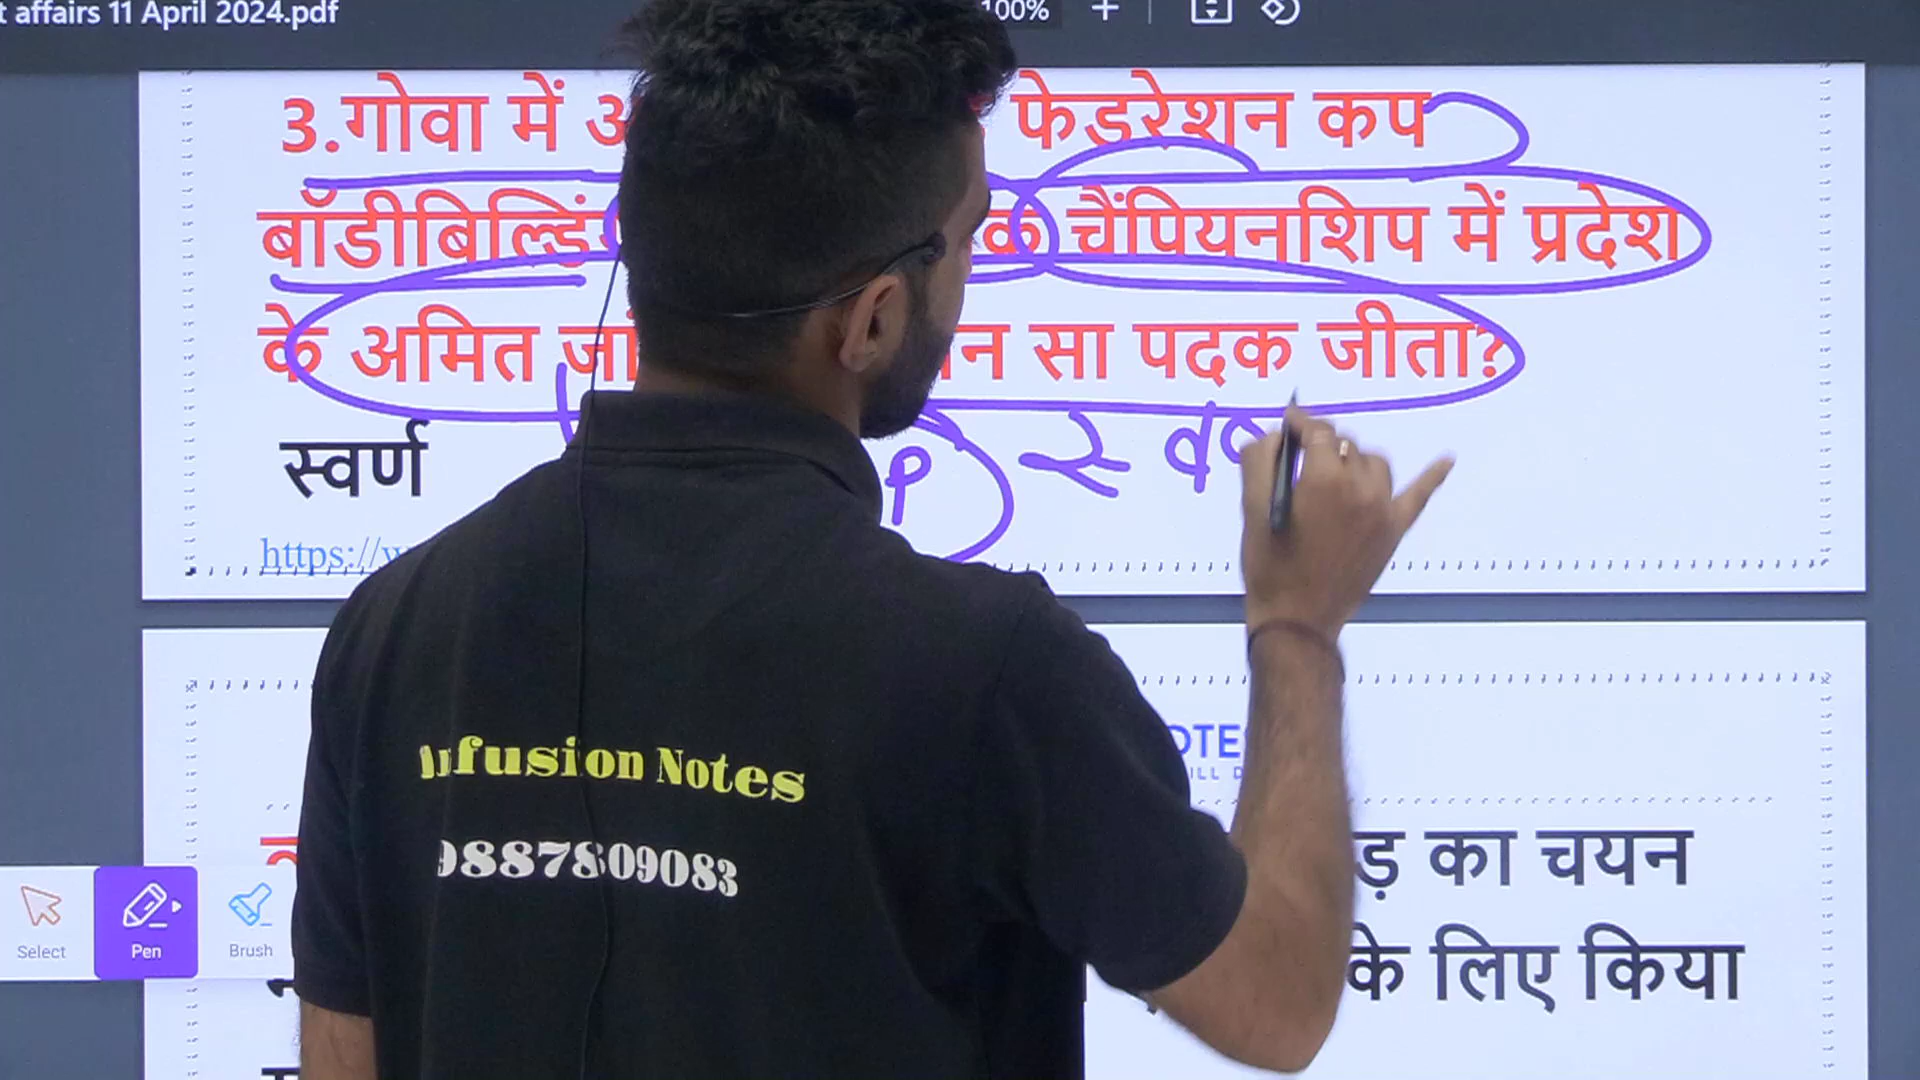 t affairs 11 April 2024.pdf
100%
3.गोवा में फेडरेशन कप
बॉडीबिल्डिंग चैंपियनशिप में प्रदेश
के अमित पदक जीता?
सा
स्वर्ण
स्व
P
https://w
ड़ का चयन
के लिए किया
Infusion Notes
9887809083
Select
Pen
Brush